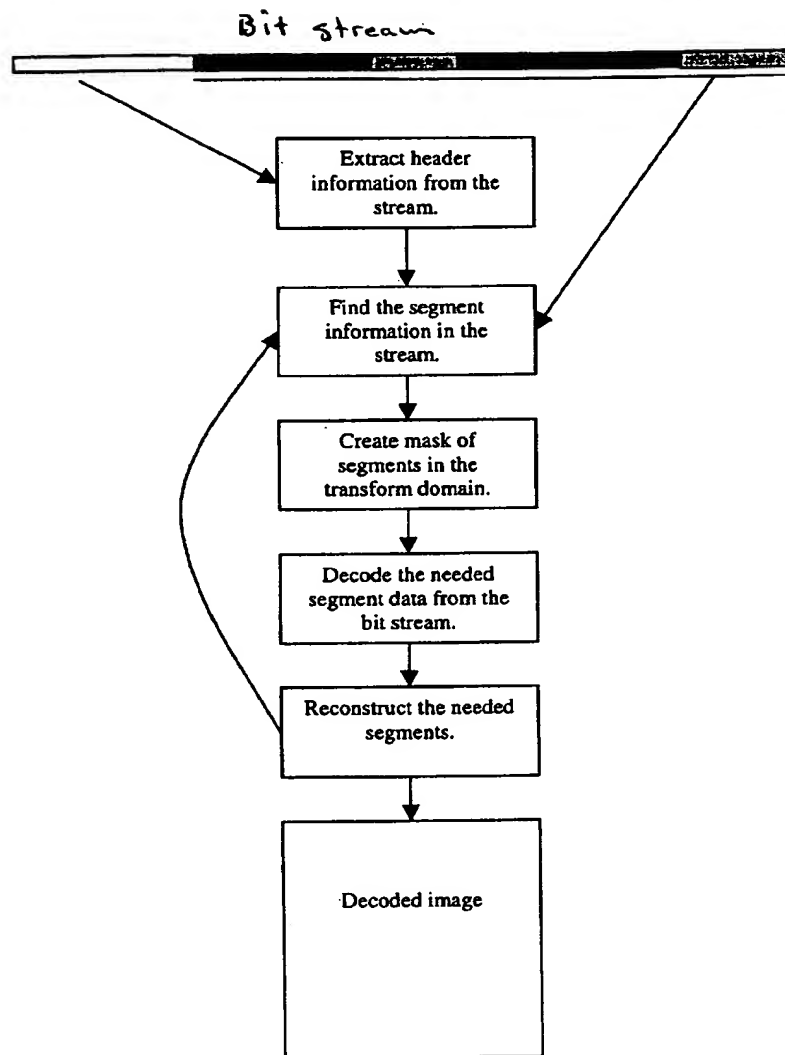 Bit stream
Extract header
information from the
stream.
Find the segment
information in the
stream.
Create mask of
segments in the
transform domain.
Decode the needed
segment data from the
bit stream.
Reconstruct the needed
segments.
Decoded image